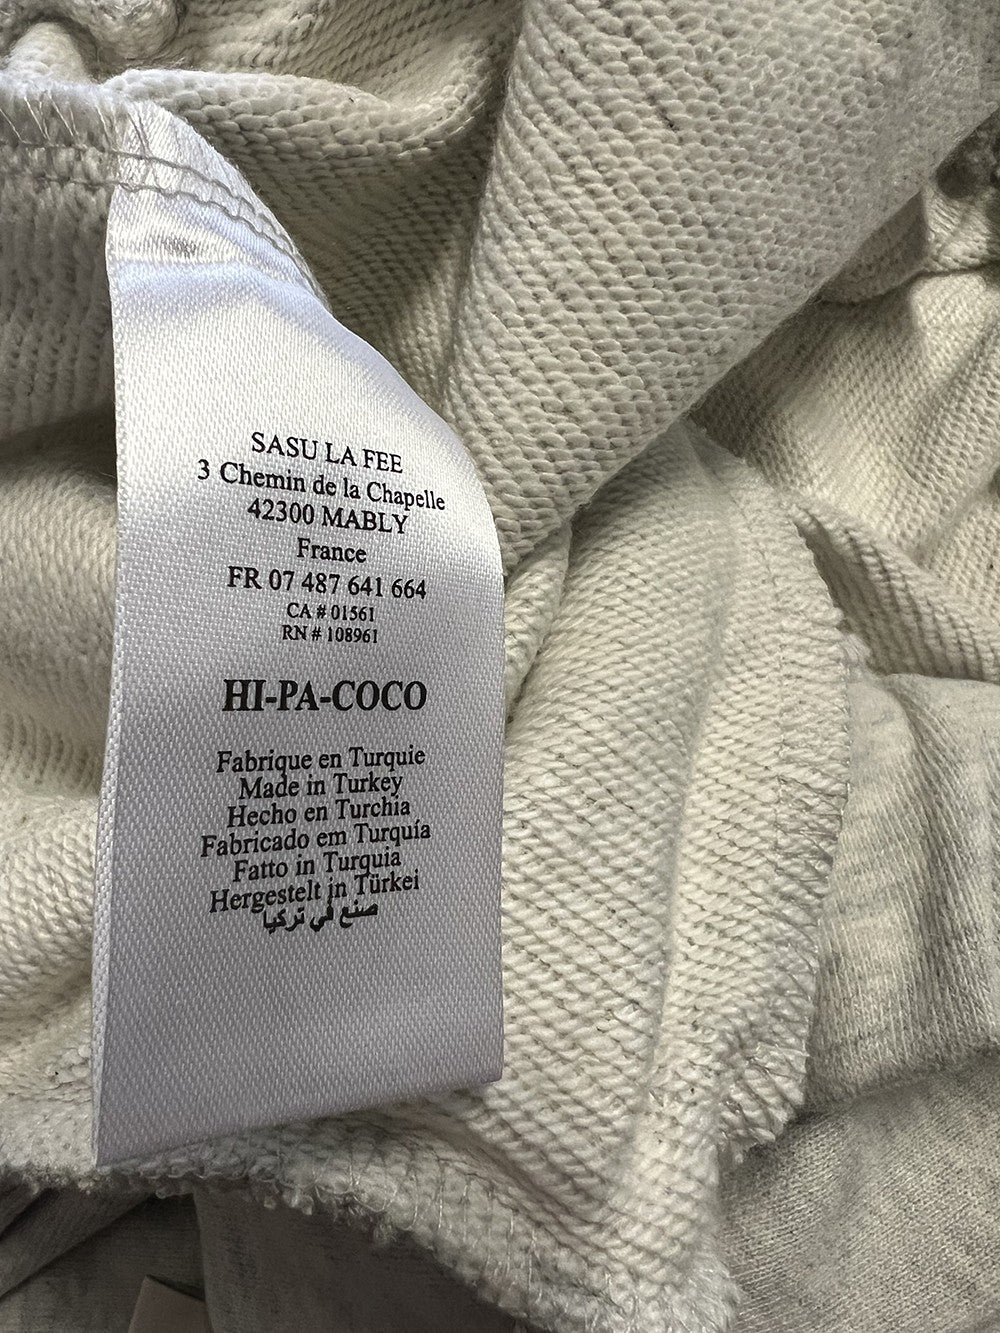 SASU LA FEE
3 Chemin de la Chapelle
42300 MABLY
France
FR 07 487 641 664
CA # 01561
RN # 108961
HI-PA-COCO
Fabrique en Turquie
Made in Turkey
Hecho en Turchia
Fabricado em Turquía
Fatto in Turquia
Hergestelt in Türkei
صنع في تركيا